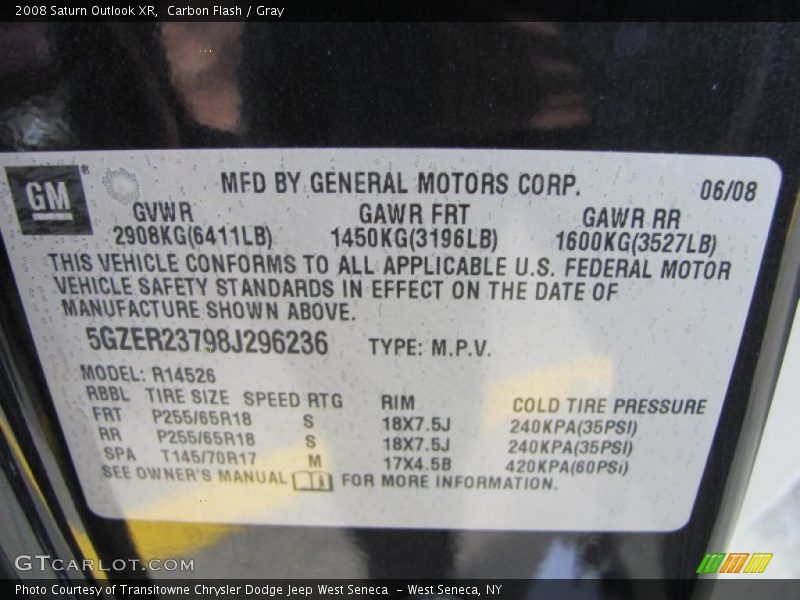 2008 Saturn Outlook XR, Carbon Flash / Gray
GM®
MFD BY GENERAL MOTORS CORP. 06/08
GVWR GAWR FRT GAWR RR
2908KG(6411LB) 1450KG(3196LB) 1600KG(3527LB)
THIS VEHICLE CONFORMS TO ALL APPLICABLE U.S. FEDERAL MOTOR
VEHICLE SAFETY STANDARDS IN EFFECT ON THE DATE OF
MANUFACTURE SHOWN ABOVE.
5GZER23798J296236 TYPE: M.P.V.
MODEL: R14526
RBBL TIRE SIZE SPEED RTG RIM COLD TIRE PRESSURE
FRT P255/65R18 S 18X7.5J 240KPA(35PSI)
RR P255/65R18 S 18X7.5J 240KPA(35PSI)
SPA T145/70R17 M 17X4.5B 420KPA(60PSi)
SEE OWNER'S MANUAL FOR MORE INFORMATION.
GTCARLOT.COM
Photo Courtesy of Transitowne Chrysler Dodge Jeep West Seneca - West Seneca, NY